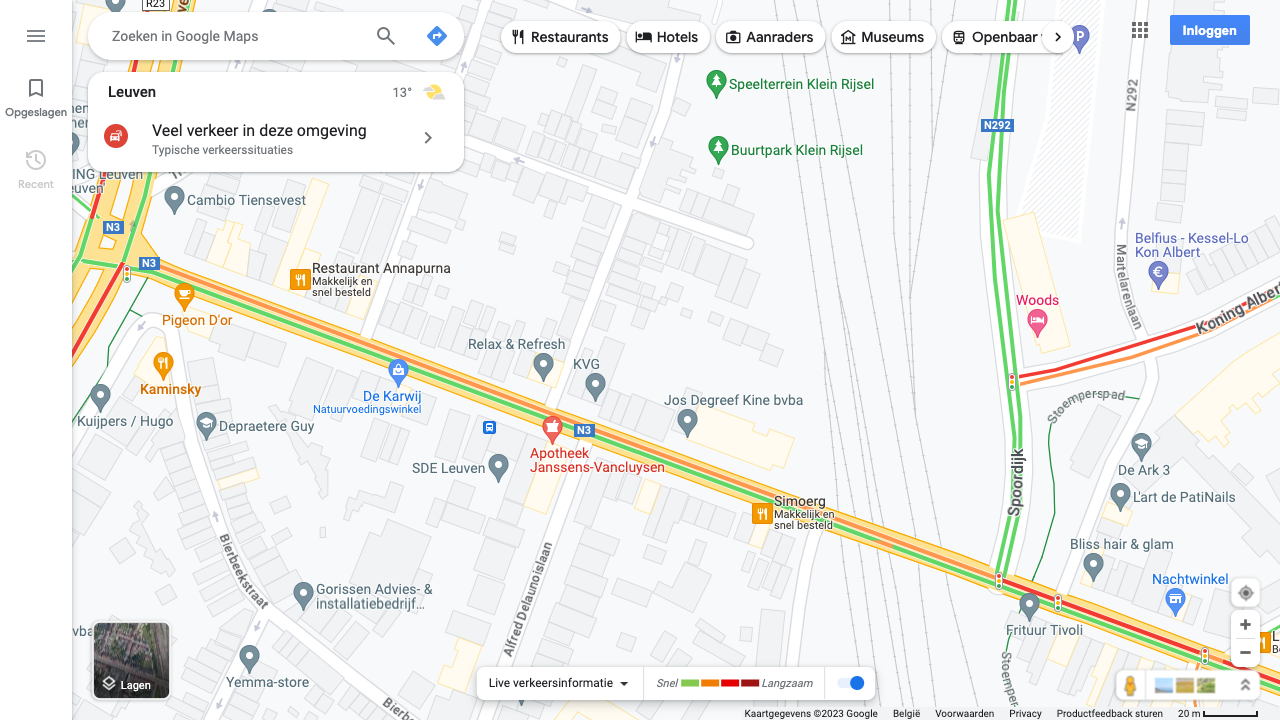 R23
Zoeken in Google Maps
Restaurants
Hotels
Aanraders
Museums
Openbaar
P
Inloggen
Opgeslagen
Recent
Leuven
13°
Veel verkeer in deze omgeving
Typische verkeerssituaties
Speelterrein Klein Rijsel
Buurtpark Klein Rijsel
N292
N292
ING Leuven
Cambio Tiensevest
N3
N3
Restaurant Annapurna
Makkelijk en
snel besteld
Pigeon D'or
Belfius - Kessel-Lo
Kon Albert
Martelarenlaan
Koning Albert
Woods
Relax & Refresh
KVG
Kaminsky
De Karwij
Natuurvoedingswinkel
Jos Degreef Kine bvba
Stoemperspad
Kuijpers / Hugo
Depraetere Guy
N3
Apotheek
Janssens-Vancluysen
SDE Leuven
De Ark 3
Spoordijk
L'art de PatiNails
Simoerg
Makkelijk en
snel besteld
Bliss hair & glam
Bierbeekstraat
Alfred Delaunoislaan
Gorissen Advies- &
Installatiebedrijf...
Nachtwinkel
Frituur Tivoli
Stoemper
Yemma-store
Lagen
Live verkeersinformatie
Snel
Langzaam
Kaartgegevens ©2023 Google
België
Voorwaarden
Privacy
Productfeedback sturen
20 m